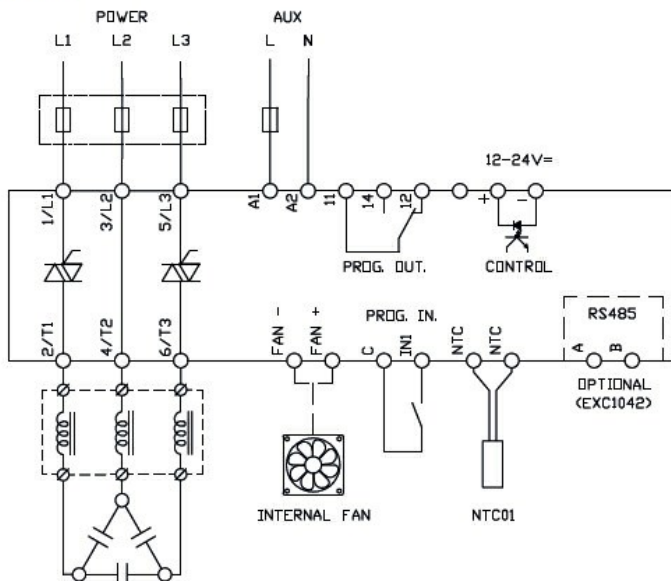 POWER AUX
L1 L2 L3 L N
12-24V=
1/L1 3/L2 5/L3 A1 A2 11 14 12 + -
PROG. OUT. CONTROL
2/T1 4/T2 6/T3 FAN - FAN + PROG. IN. C IN1 NTC NTC RS485 A B
OPTIONAL
(EXC1042)
INTERNAL FAN NTC01